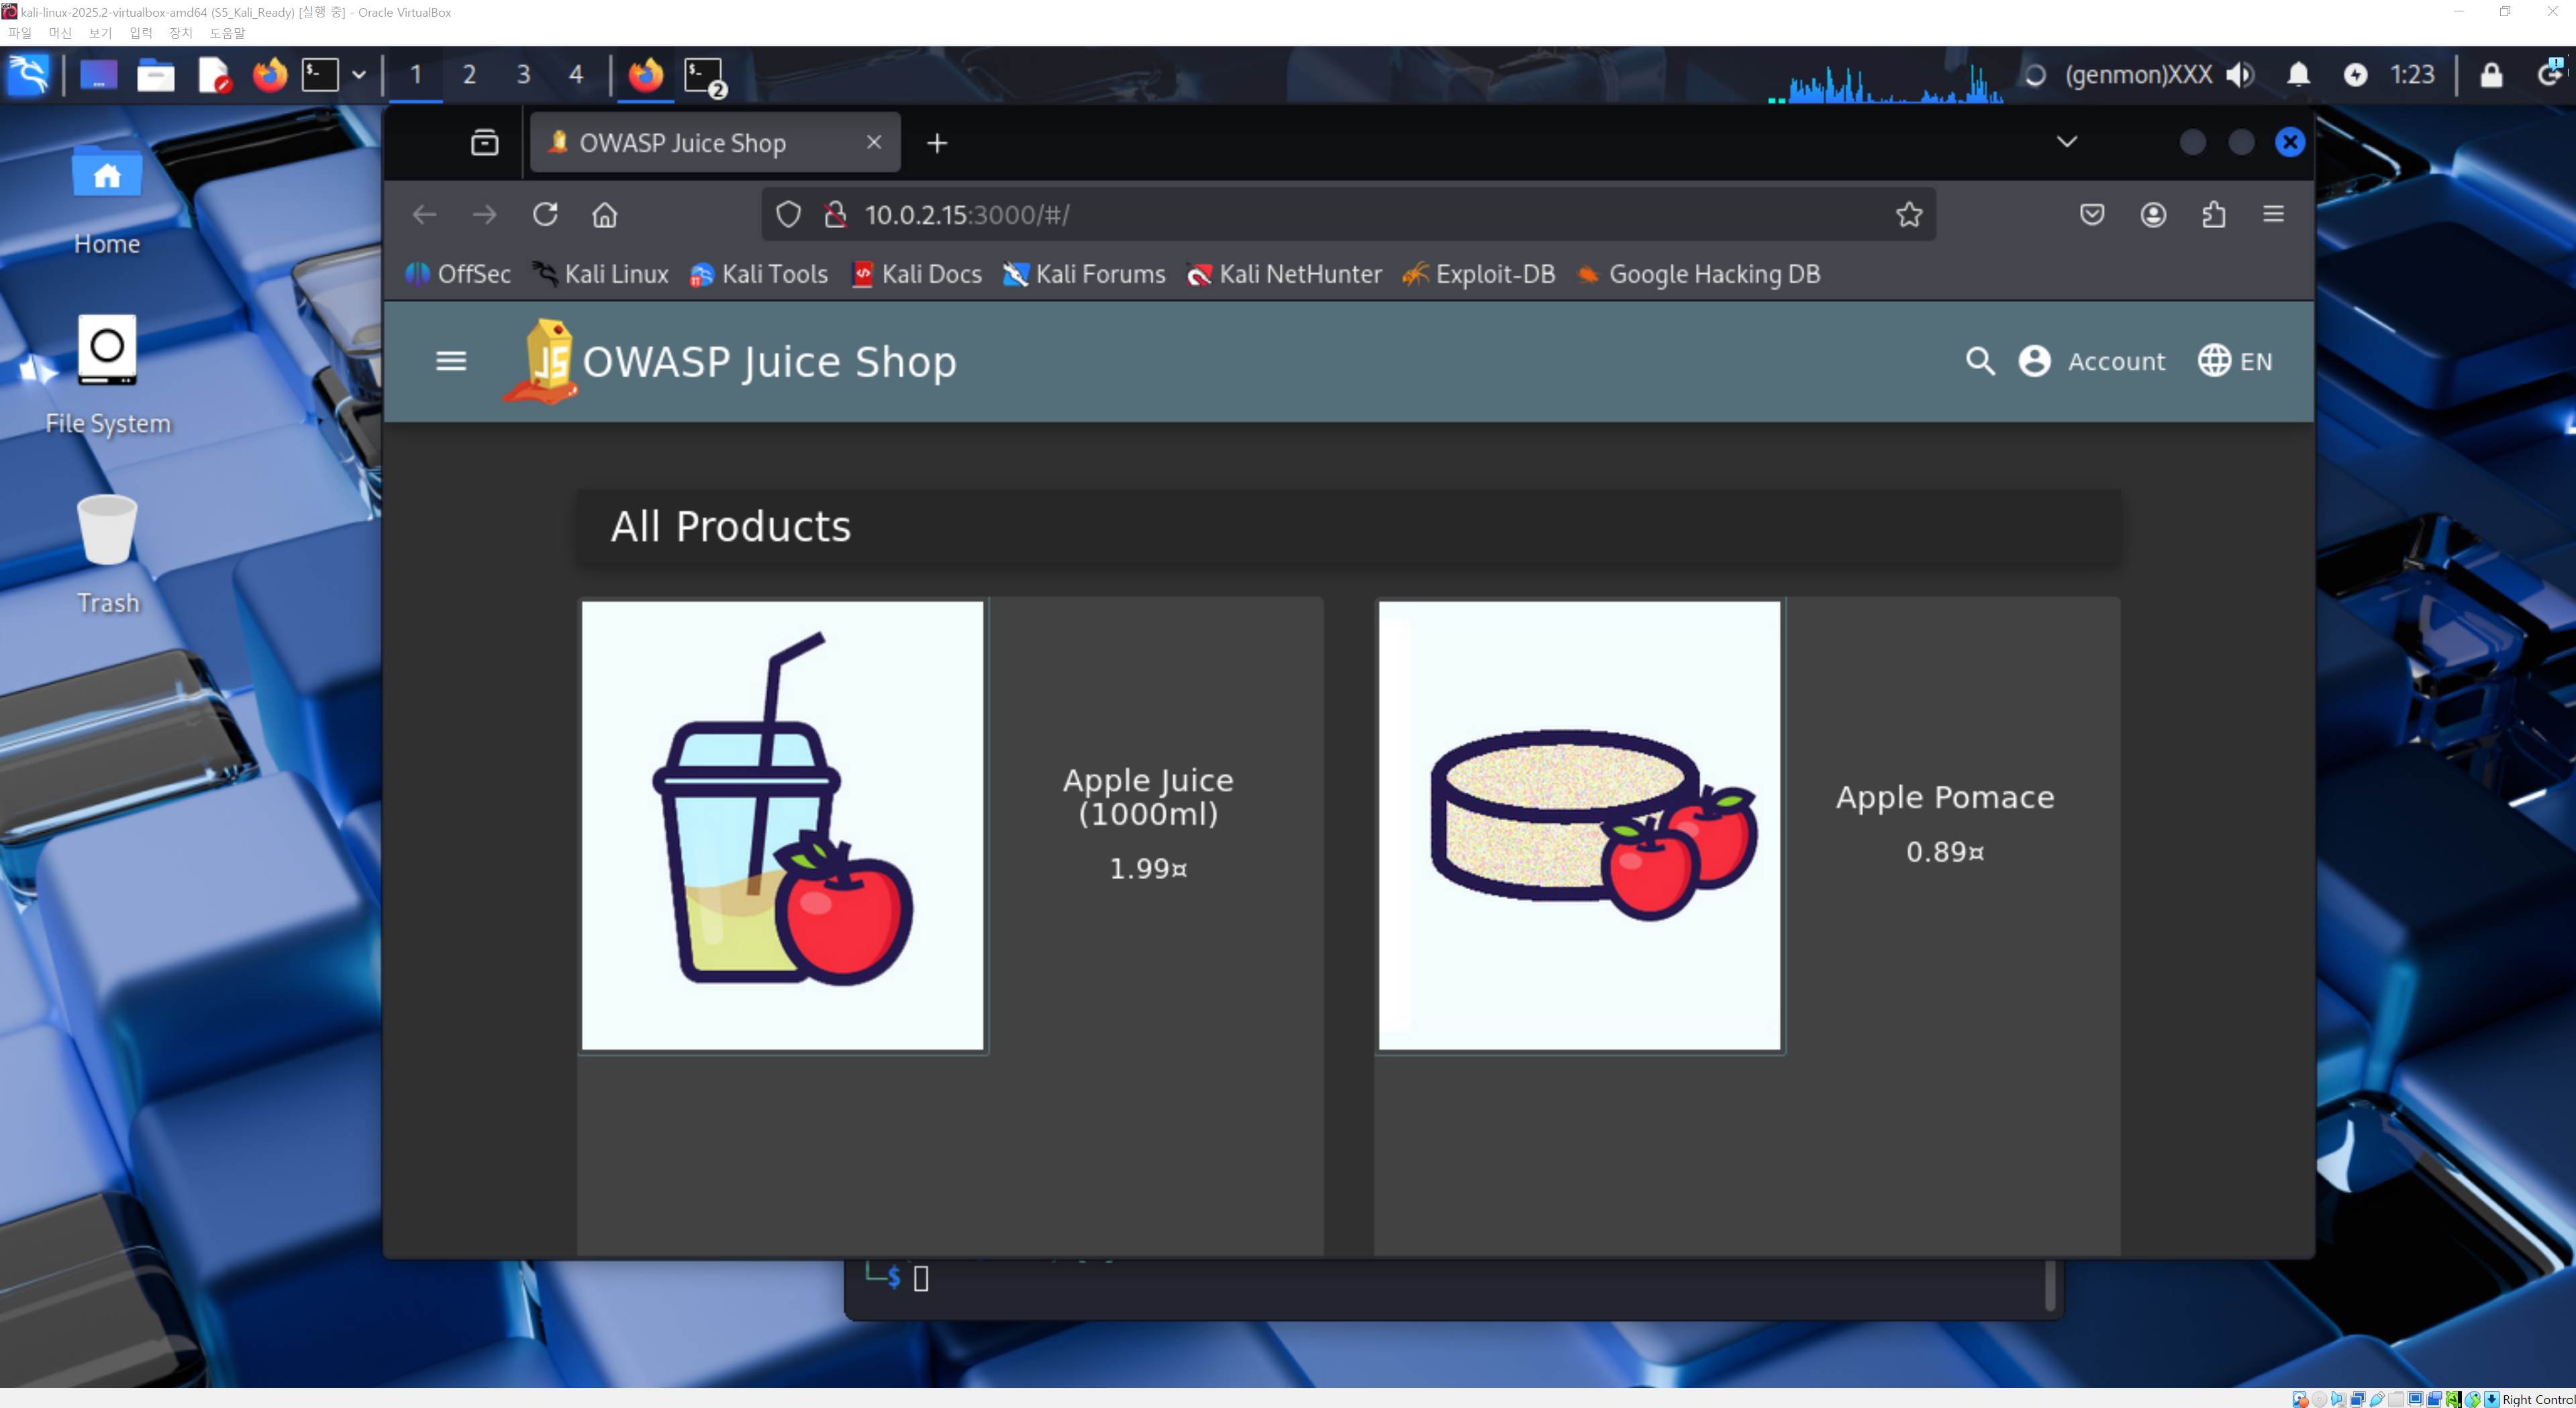 kali-linux-2025.2-virtualbox-amd64 (S5_Kali_Ready) [실행 중] - Oracle VirtualBox
파일 머신 보기 입력 장치 도움말
$- 1 2 3 4 $- 2 (genmon)XXX 1:23
Home
File System
Trash
OWASP Juice Shop
10.0.2.15:3000/#/
OffSec Kali Linux Kali Tools Kali Docs Kali Forums Kali NetHunter Exploit-DB Google Hacking DB
JS OWASP Juice Shop Account EN
All Products
Apple Juice
(1000ml)
1.99¤
Apple Pomace
0.89¤
└─$
Right Control